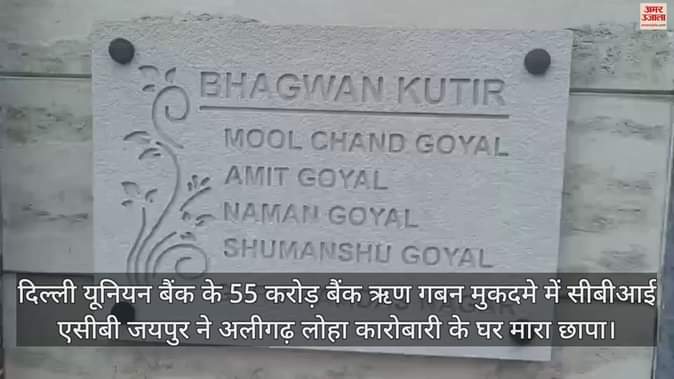 अमर
उजाला
BHAGWAN KUTIR
MOOL CHAND GOYAL
AMIT GOYAL
NAMAN GOYAL
SHUMANSHU GOYAL
दिल्ली यूनियन बैंक के 55 करोड़ बैंक ऋण गबन मुकदमे में सीबीआई
एसीबी जयपुर ने अलीगढ़ लोहा कारोबारी के घर मारा छापा।